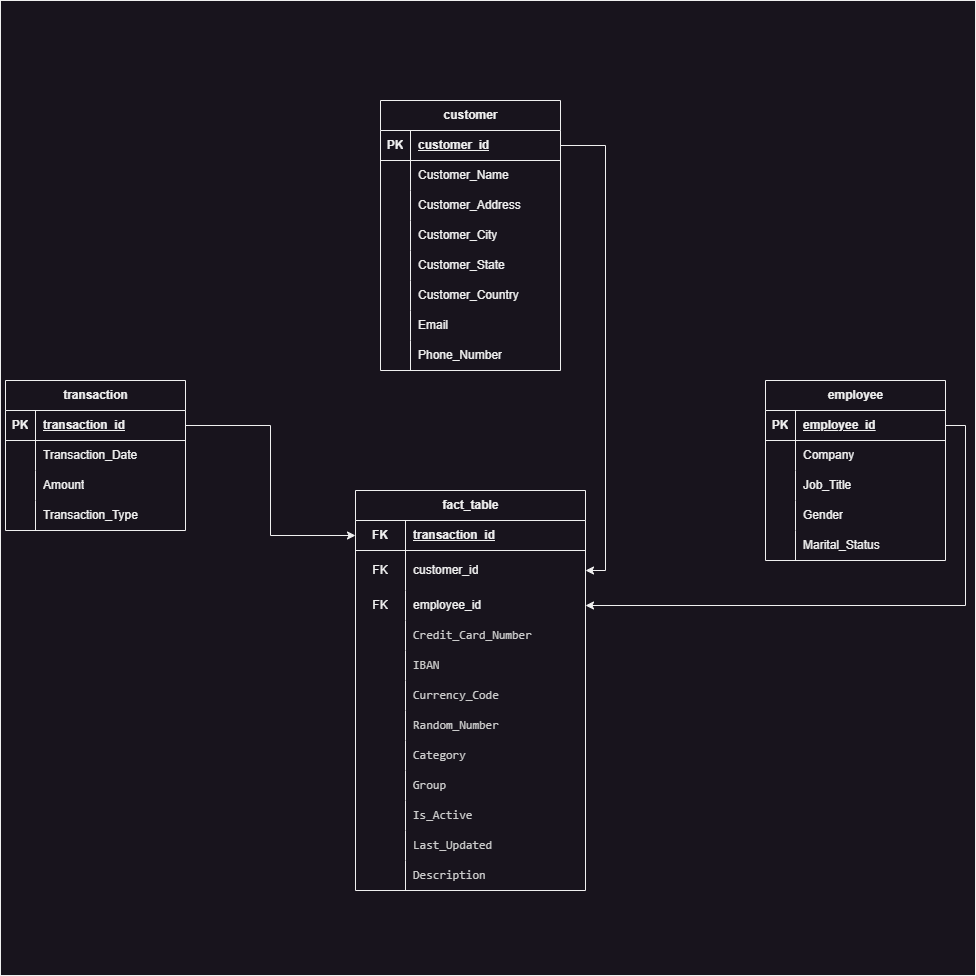 customer
PK customer_id
Customer_Name
Customer_Address
Customer_City
Customer_State
Customer_Country
Email
Phone_Number
transaction
PK transaction_id
Transaction_Date
Amount
Transaction_Type
employee
PK employee_id
Company
Job_Title
Gender
Marital_Status
fact_table
FK transaction_id
FK customer_id
FK employee_id
Credit_Card_Number
IBAN
Currency_Code
Random_Number
Category
Group
Is_Active
Last_Updated
Description